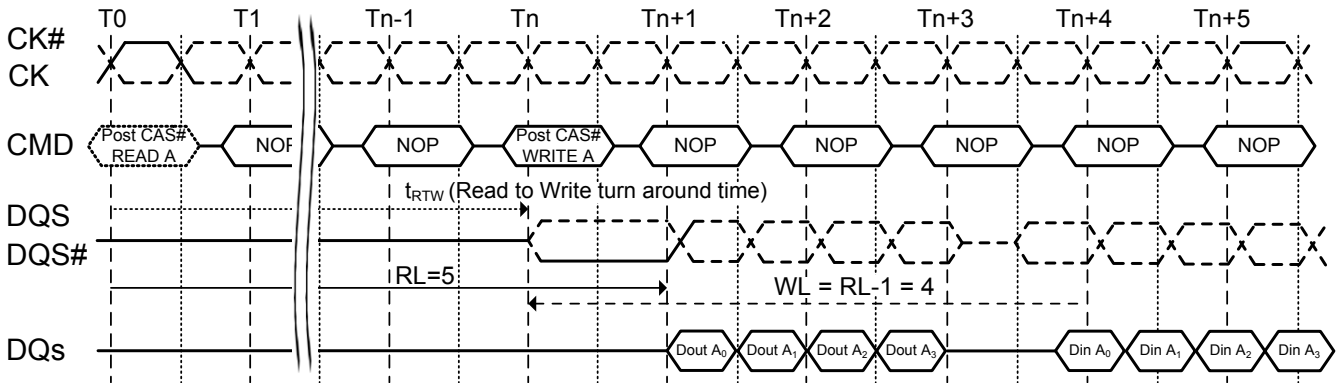 T0 T1 Tn-1 Tn Tn+1 Tn+2 Tn+3 Tn+4 Tn+5
CK#
CK
CMD Post CAS# READ A NOP NOP Post CAS# WRITE A NOP NOP NOP NOP NOP
tRTW (Read to Write turn around time)
DQS
DQS#
RL=5 WL = RL-1 = 4
DQs Dout A0 Dout A1 Dout A2 Dout A3 Din A0 Din A1 Din A2 Din A3